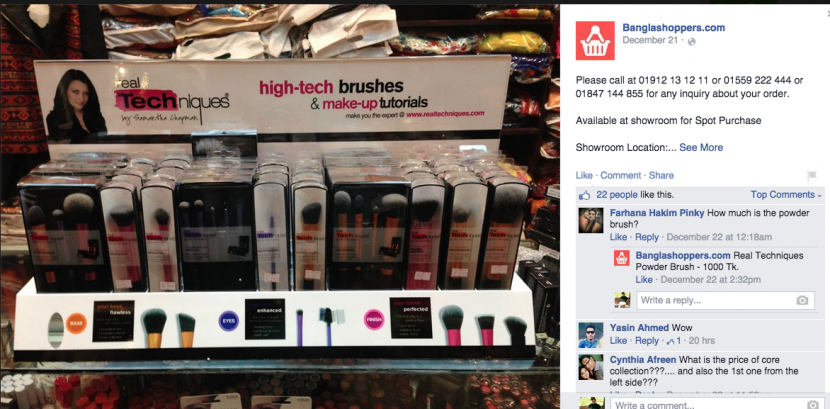 real
Techniques
by Samantha Chapman
high-tech brushes
& make-up tutorials
make you the expert @ www.realtechniques.com
your base,
flawless
BASE
EYES
enhanced
FINISH
perfected
Banglashoppers.com
December 21 ·
Please call at 01912 13 12 11 or 01559 222 444 or
01847 144 855 for any inquiry about your order.
Available at showroom for Spot Purchase
Showroom Location:... See More
Like · Comment · Share
22 people like this.
Top Comments
Farhana Hakim Pinky How much is the powder
brush?
Like · Reply · December 22 at 12:18am
Banglashoppers.com Real Techniques
Powder Brush - 1000 Tk.
Like · December 22 at 2:32pm
Write a reply...
Yasin Ahmed Wow
Like · Reply · 1 · 20 hrs
Cynthia Afreen What is the price of core
collection???.... and also the 1st one from the
left side???
Write a comment...